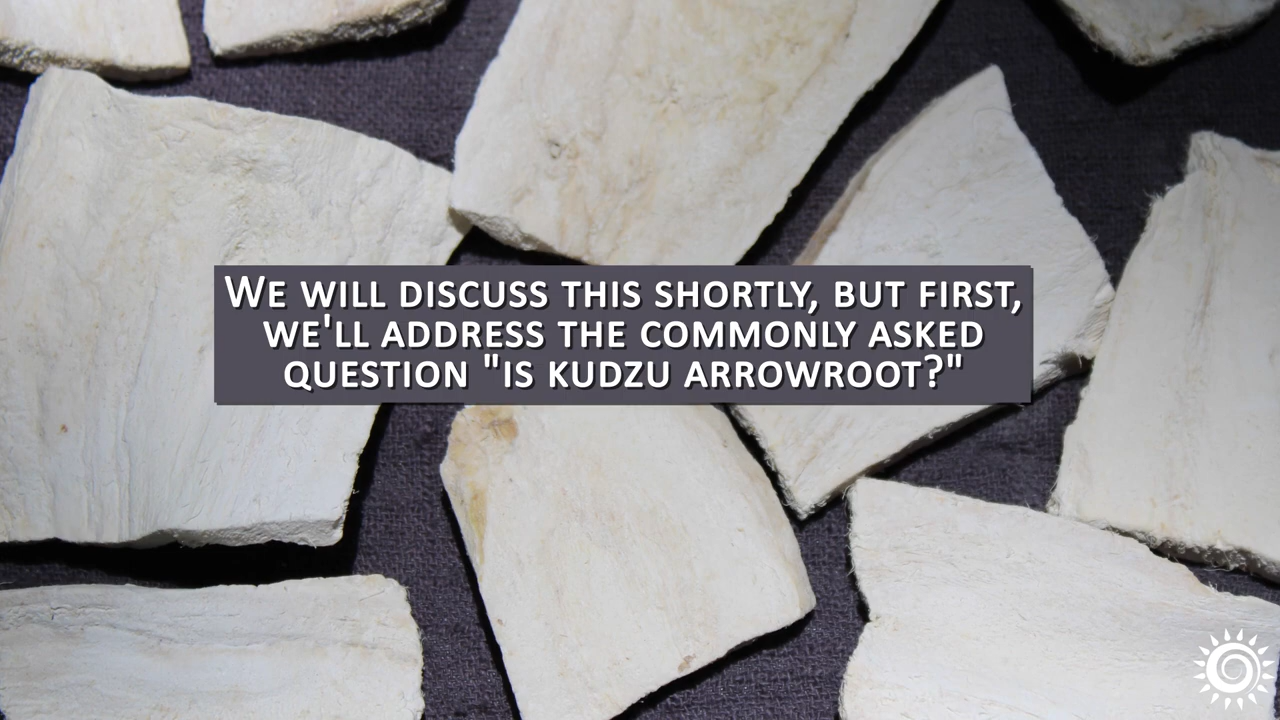 We will discuss this shortly, but first,
we'll address the commonly asked
question "is kudzu arrowroot?"